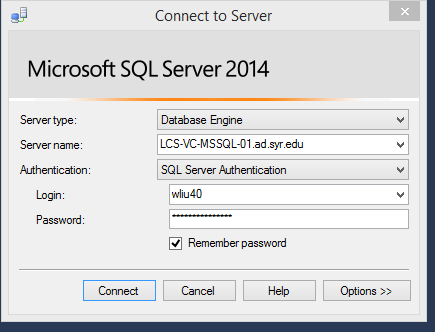 Connect to Server
Microsoft SQL Server 2014
Server type: Database Engine
Server name: LCS-VC-MSSQL-01.ad.syr.edu
Authentication: SQL Server Authentication
Login: wliu40
Password: ***************
Remember password
Connect Cancel Help Options >>